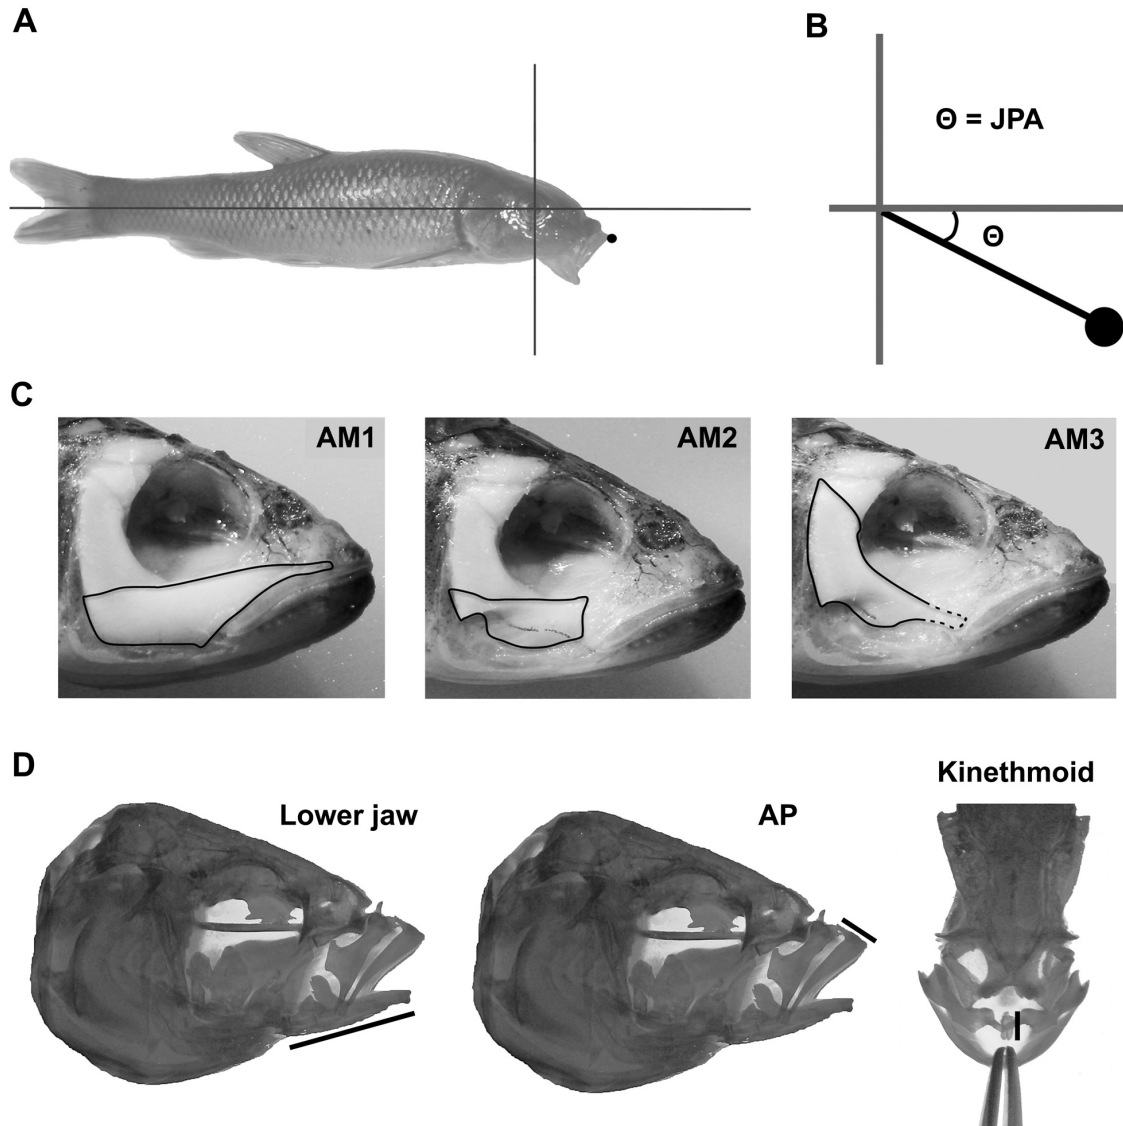 A
B
Θ = JPA
Θ
C
AM1
AM2
AM3
D
Lower jaw
AP
Kinethmoid